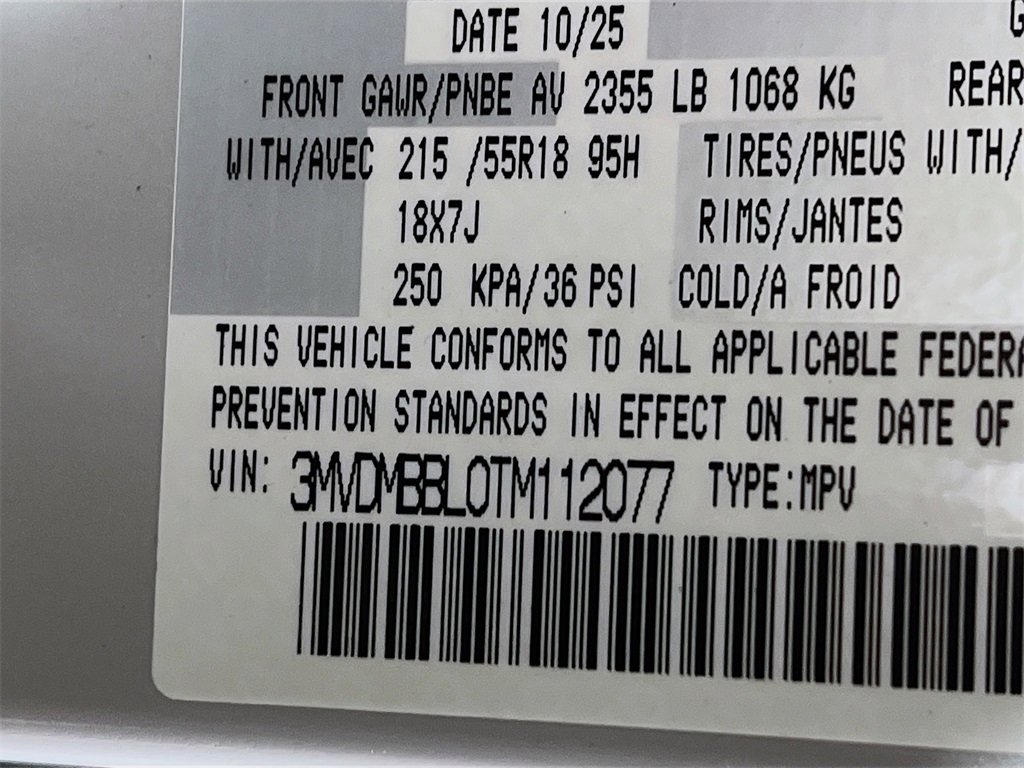 DATE 10/25 G
FRONT GAWR/PNBE AV 2355 LB 1068 KG REAR
WITH/AVEC 215 /55R18 95H TIRES/PNEUS WITH/
18X7J RIMS/JANTES
250 KPA/36 PSI COLD/A FROID
THIS VEHICLE CONFORMS TO ALL APPLICABLE FEDERA
PREVENTION STANDARDS IN EFFECT ON THE DATE OF
VIN: 3MVDMBBL0TM112077 TYPE:MPV